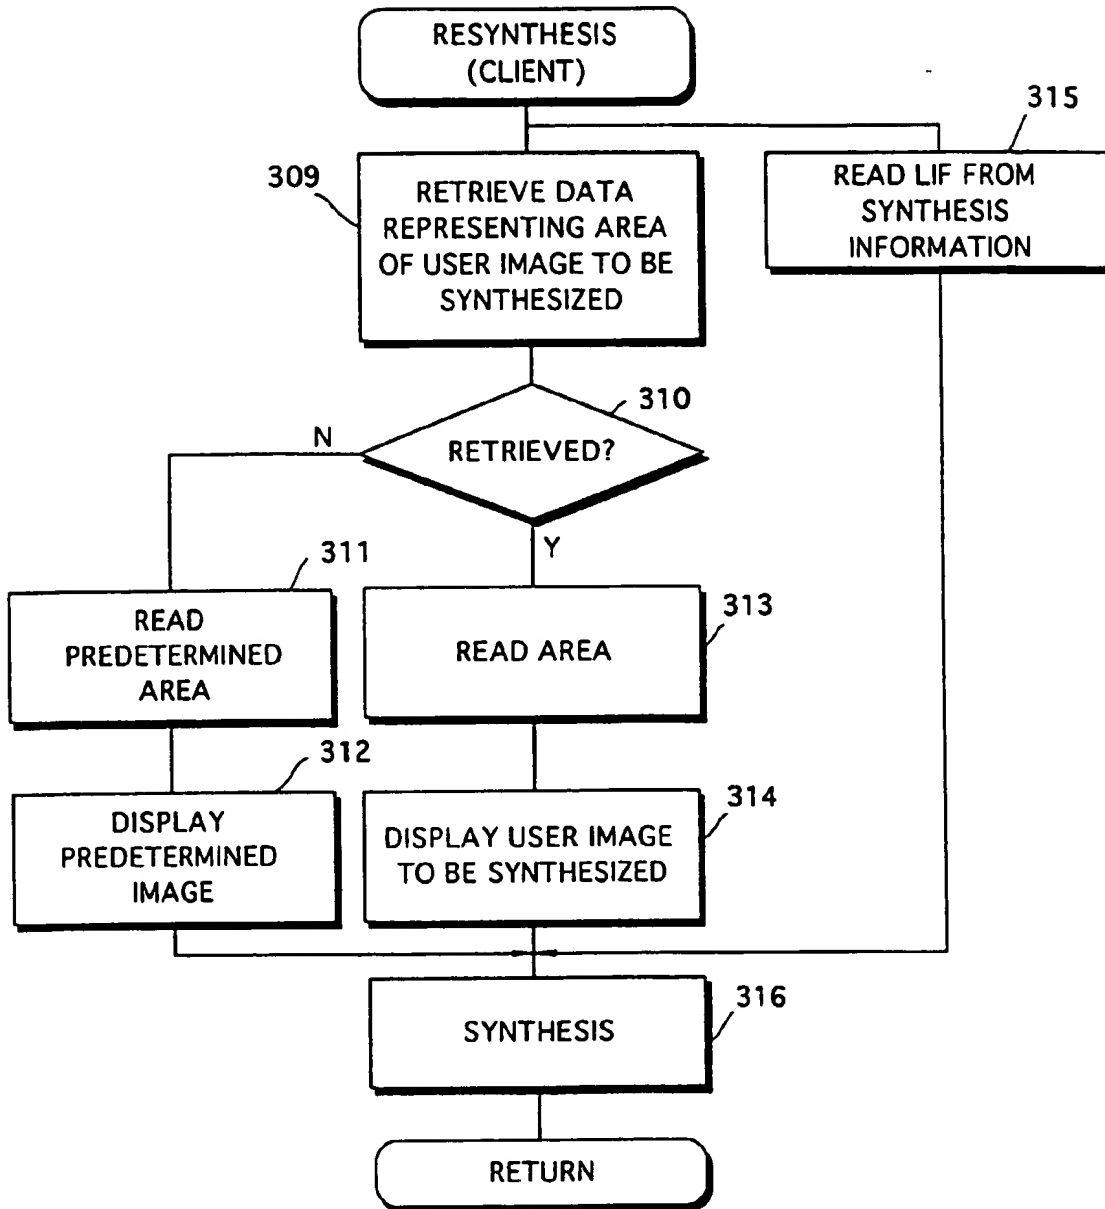 RESYNTHESIS
(CLIENT)
315
READ LIF FROM
SYNTHESIS
INFORMATION
309
RETRIEVE DATA
REPRESENTING AREA
OF USER IMAGE TO BE
SYNTHESIZED
310
RETRIEVED?
N
Y
311
READ
PREDETERMINED
AREA
313
READ AREA
312
DISPLAY
PREDETERMINED
IMAGE
314
DISPLAY USER IMAGE
TO BE SYNTHESIZED
316
SYNTHESIS
RETURN